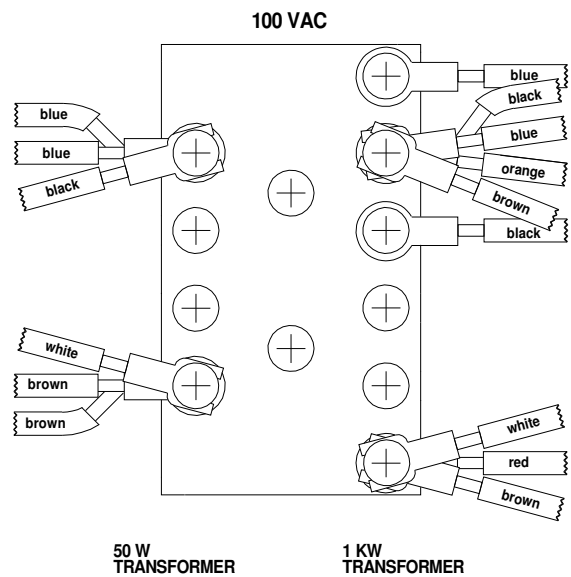 100 VAC
blue
blue
black
white
brown
brown
blue
black
blue
orange
brown
black
white
red
brown
50 W
TRANSFORMER
1 KW
TRANSFORMER